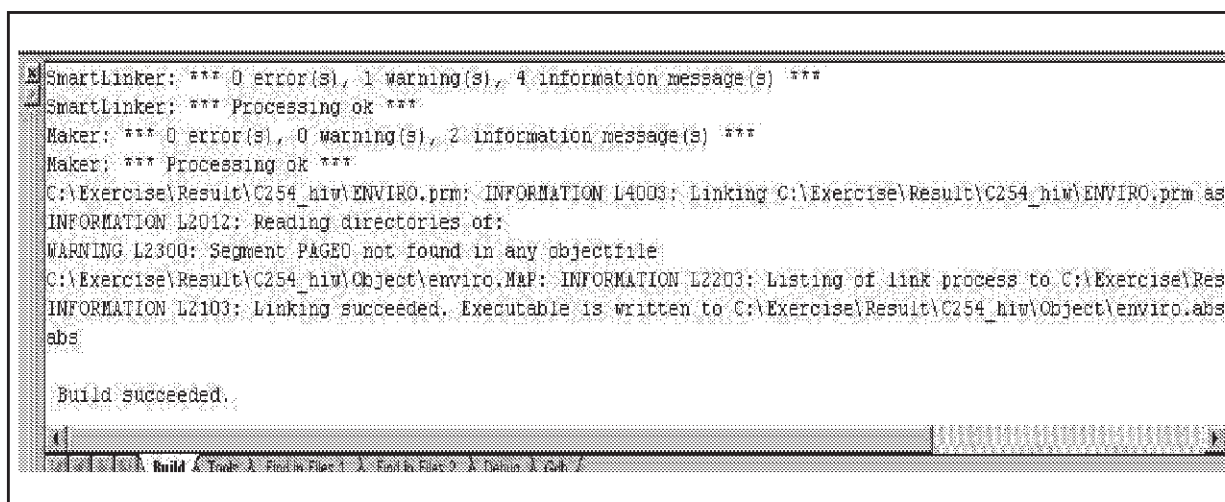 SmartLinker: *** 0 error(s), 1 warning(s), 4 information message(s) ***
SmartLinker: *** Processing ok ***
Maker: *** 0 error(s), 0 warning(s), 2 information message(s) ***
Maker: *** Processing ok ***
C:\Exercise\Result\C254_hiw\ENVIRO.prm: INFORMATION L4003: Linking C:\Exercise\Result\C254_hiw\ENVIRO.prm as
INFORMATION L2012: Reading directories of:
WARNING L2300: Segment PAGE0 not found in any objectfile
C:\Exercise\Result\C254_hiw\Object\enviro.MAP: INFORMATION L2203: Listing of link process to C:\Exercise\Res
INFORMATION L2103: Linking succeeded. Executable is written to C:\Exercise\Result\C254_hiw\Object\enviro.abs
abs
Build succeeded.
Build Tools Find in Files 1 Find in Files 2 Debug Gdb